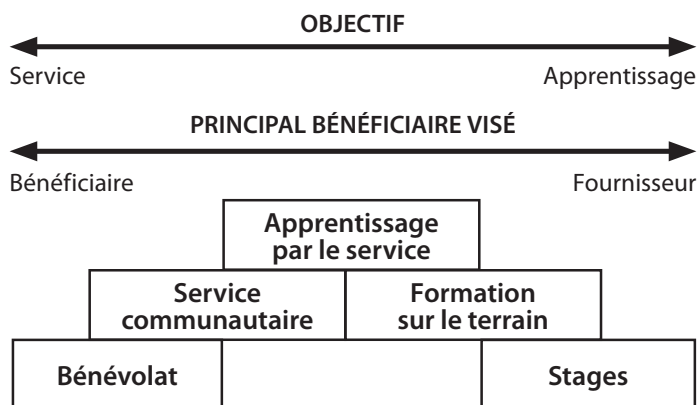 OBJECTIF
Service Apprentissage
PRINCIPAL BÉNÉFICIAIRE VISÉ
Bénéficiaire Fournisseur
Apprentissage
par le service
Service
communautaire
Formation
sur le terrain
Bénévolat
Stages